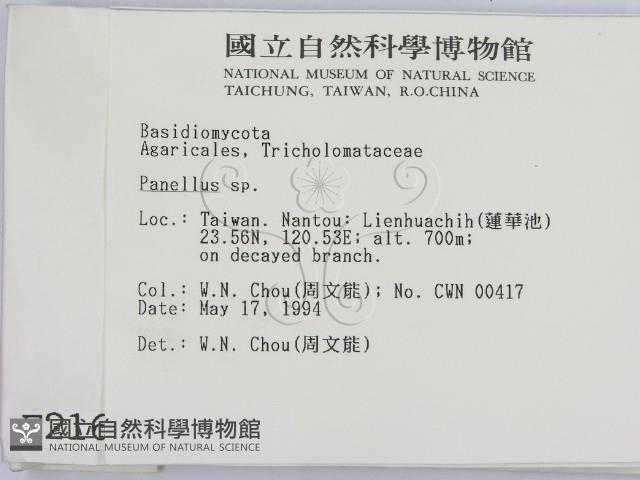 國立自然科學博物館
NATIONAL MUSEUM OF NATURAL SCIENCE
TAICHUNG, TAIWAN, R.O.CHINA
Basidiomycota
Agaricales, Tricholomataceae
Panellus sp.
Loc.: Taiwan. Nantou: Lienhuachih(蓮華池)
23.56N, 120.53E; alt. 700m;
on decayed branch.
Col.: W.N. Chou(周文能); No. CWN 00417
Date: May 17, 1994
Det.: W.N. Chou(周文能)
F216
國立自然科學博物館
NATIONAL MUSEUM OF NATURAL SCIENCE